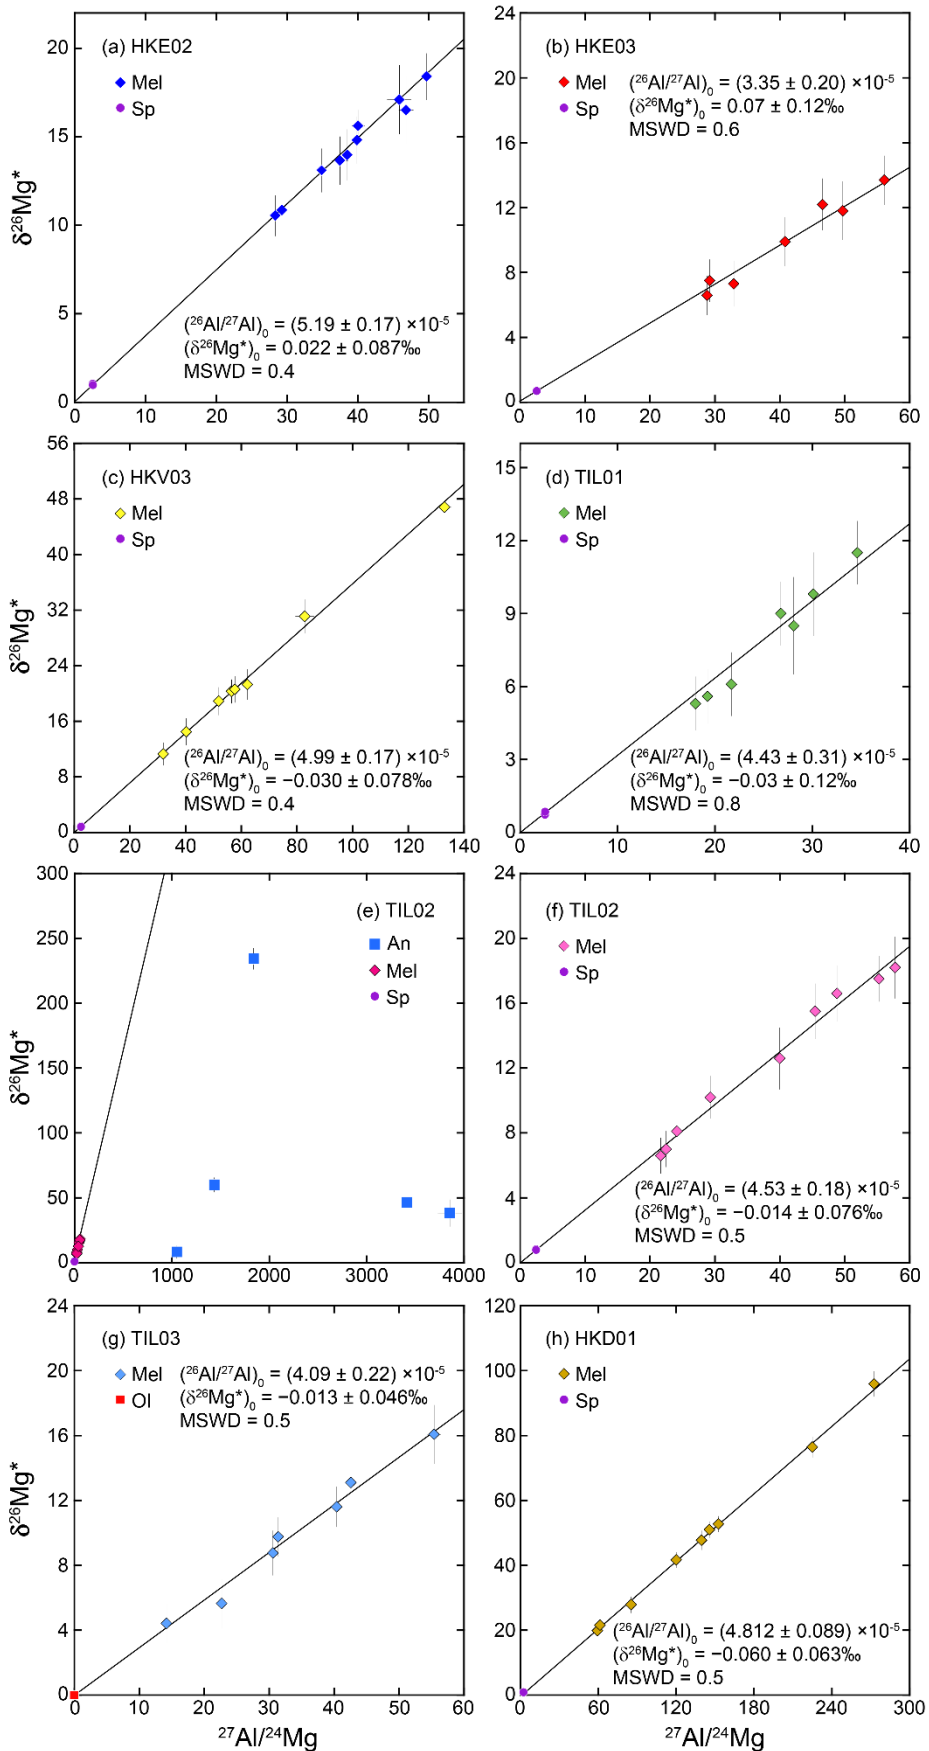 (a) HKE02
Mel
Sp
(²⁶Al/²⁷Al)₀ = (5.19 ± 0.17) ×10⁻⁵
(δ²⁶Mg*)₀ = 0.022 ± 0.087‰
MSWD = 0.4
δ²⁶Mg*
0 5 10 15 20
0 10 20 30 40 50
(b) HKE03
Mel
Sp
(²⁶Al/²⁷Al)₀ = (3.35 ± 0.20) ×10⁻⁵
(δ²⁶Mg*)₀ = 0.07 ± 0.12‰
MSWD = 0.6
0 4 8 12 16 20 24
0 10 20 30 40 50 60
(c) HKV03
Mel
Sp
(²⁶Al/²⁷Al)₀ = (4.99 ± 0.17) ×10⁻⁵
(δ²⁶Mg*)₀ = −0.030 ± 0.078‰
MSWD = 0.4
δ²⁶Mg*
0 8 16 24 32 40 48 56
0 20 40 60 80 100 120 140
(d) TIL01
Mel
Sp
(²⁶Al/²⁷Al)₀ = (4.43 ± 0.31) ×10⁻⁵
(δ²⁶Mg*)₀ = −0.03 ± 0.12‰
MSWD = 0.8
0 3 6 9 12 15
0 10 20 30 40
(e) TIL02
An
Mel
Sp
δ²⁶Mg*
0 50 100 150 200 250 300
0 1000 2000 3000 4000
(f) TIL02
Mel
Sp
(²⁶Al/²⁷Al)₀ = (4.53 ± 0.18) ×10⁻⁵
(δ²⁶Mg*)₀ = −0.014 ± 0.076‰
MSWD = 0.5
0 4 8 12 16 20 24
0 10 20 30 40 50 60
(g) TIL03
Mel
Ol
(²⁶Al/²⁷Al)₀ = (4.09 ± 0.22) ×10⁻⁵
(δ²⁶Mg*)₀ = −0.013 ± 0.046‰
MSWD = 0.5
δ²⁶Mg*
0 4 8 12 16 20 24
0 10 20 30 40 50 60
²⁷Al/²⁴Mg
(h) HKD01
Mel
Sp
(²⁶Al/²⁷Al)₀ = (4.812 ± 0.089) ×10⁻⁵
(δ²⁶Mg*)₀ = −0.060 ± 0.063‰
MSWD = 0.5
0 20 40 60 80 100 120
60 120 180 240 300
²⁷Al/²⁴Mg